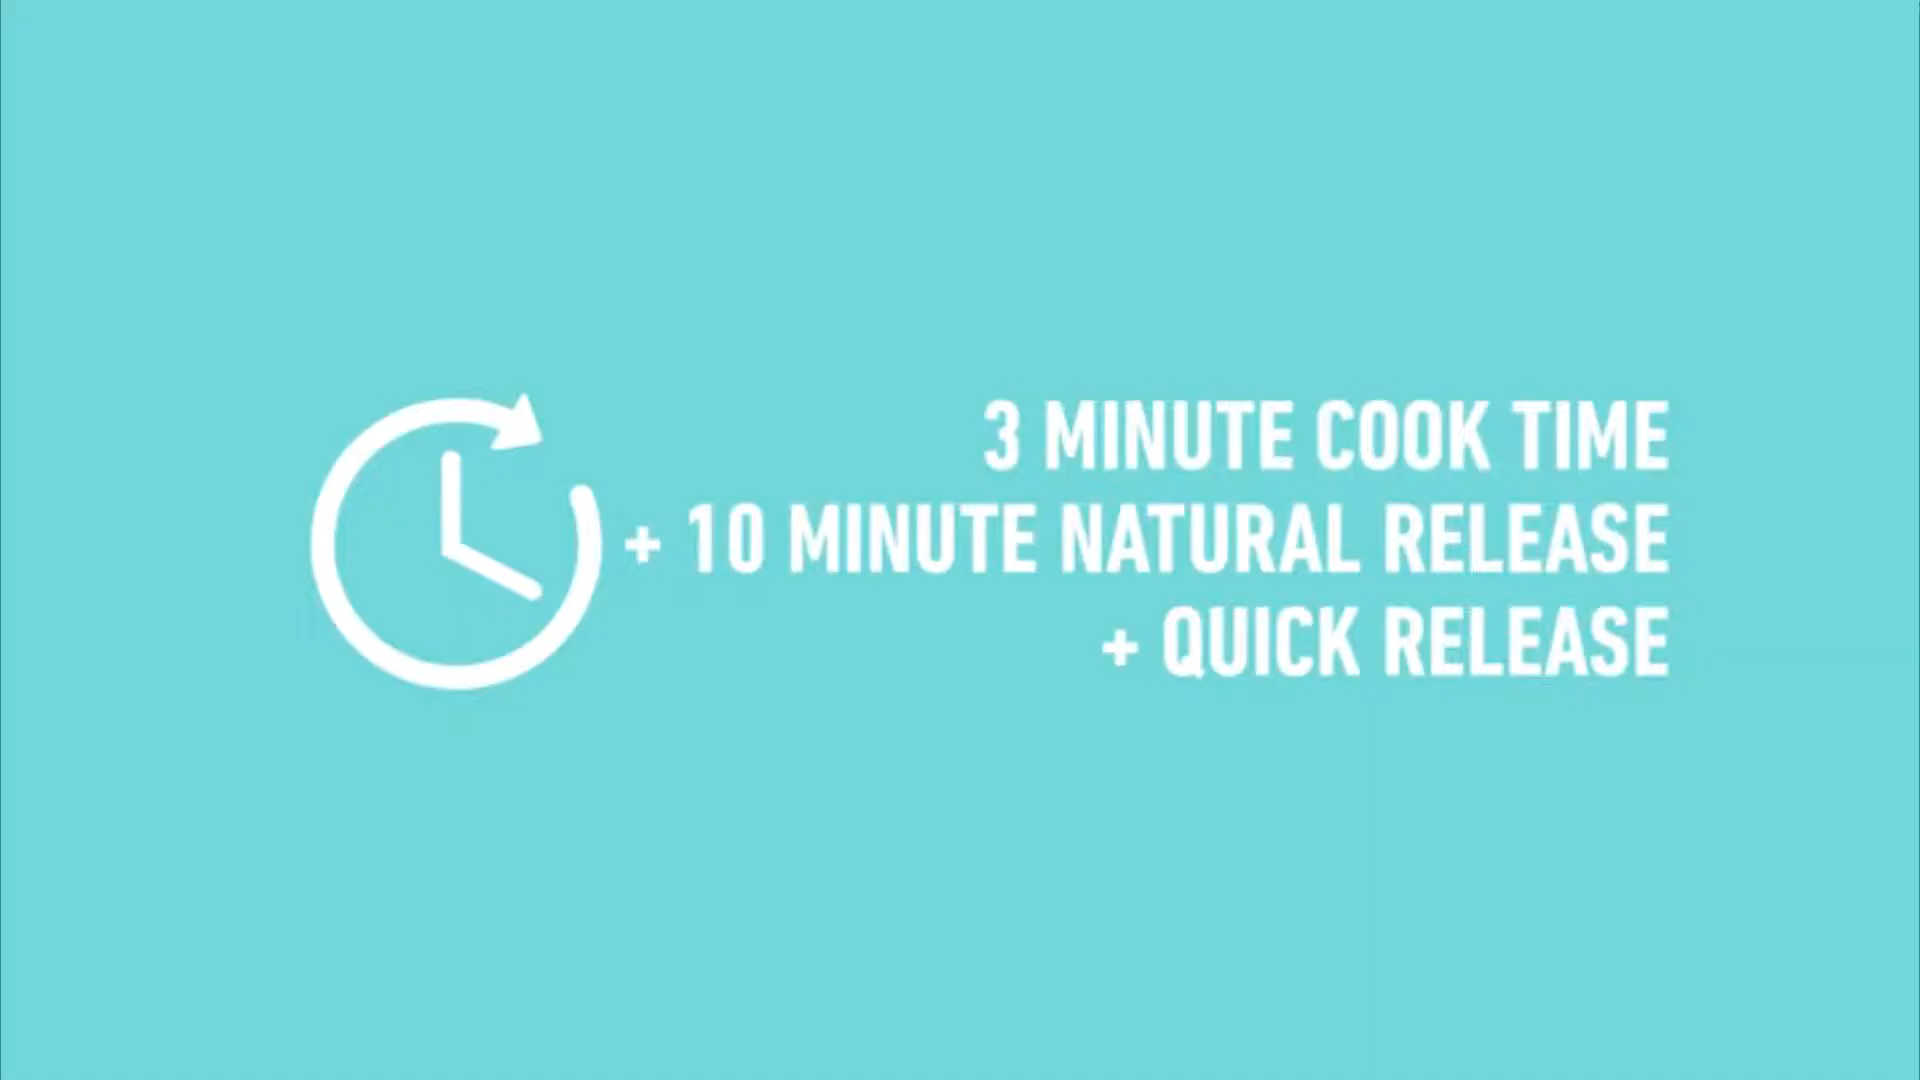 3 MINUTE COOK TIME
+ 10 MINUTE NATURAL RELEASE
+ QUICK RELEASE